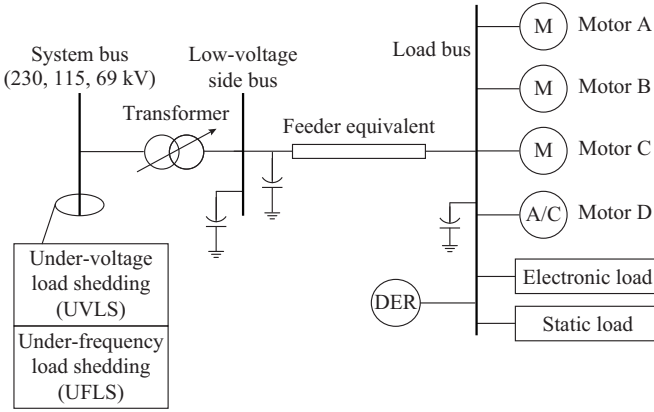 System bus
(230, 115, 69 kV)
Transformer
Low-voltage
side bus
Feeder equivalent
Load bus
M
Motor A
M
Motor B
M
Motor C
A/C
Motor D
DER
Electronic load
Static load
Under-voltage
load shedding
(UVLS)
Under-frequency
load shedding
(UFLS)